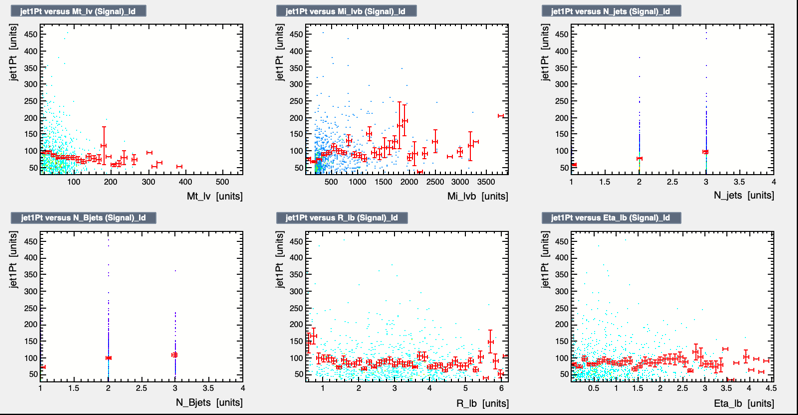 jet1Pt versus Mt_lv (Signal)_Id
jet1Pt versus Mi_lvb (Signal)_Id
jet1Pt versus N_jets (Signal)_Id
jet1Pt [units]
450
400
350
300
250
200
150
100
50
100 200 300 400 500
Mt_lv [units]
jet1Pt [units]
450
400
350
300
250
200
150
100
50
500 1000 1500 2000 2500 3000 3500
Mi_lvb [units]
jet1Pt [units]
450
400
350
300
250
200
150
100
50
1 1.5 2 2.5 3 3.5 4
N_jets [units]
jet1Pt versus N_Bjets (Signal)_Id
jet1Pt versus R_lb (Signal)_Id
jet1Pt versus Eta_lb (Signal)_Id
jet1Pt [units]
450
400
350
300
250
200
150
100
50
1 1.5 2 2.5 3 3.5 4
N_Bjets [units]
jet1Pt [units]
450
400
350
300
250
200
150
100
50
1 2 3 4 5 6
R_lb [units]
jet1Pt [units]
450
400
350
300
250
200
150
100
50
0.5 1 1.5 2 2.5 3 3.5 4 4.5
Eta_lb [units]